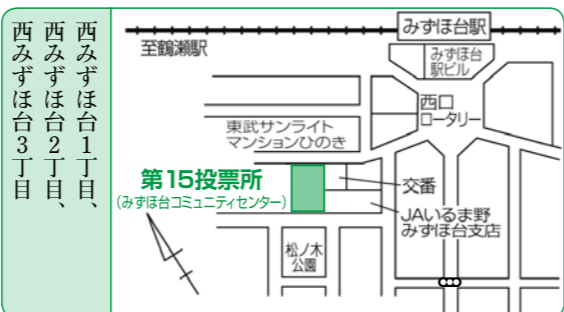 西みずほ台1丁目、
西みずほ台2丁目、
西みずほ台3丁目
みずほ台駅
至鶴瀬駅
みずほ台
駅ビル
西口
ロータリー
東武サンライト
マンションひのき
第15投票所
(みずほ台コミュニティセンター)
交番
JAいるま野
みずほ台支店
松ノ木
公園